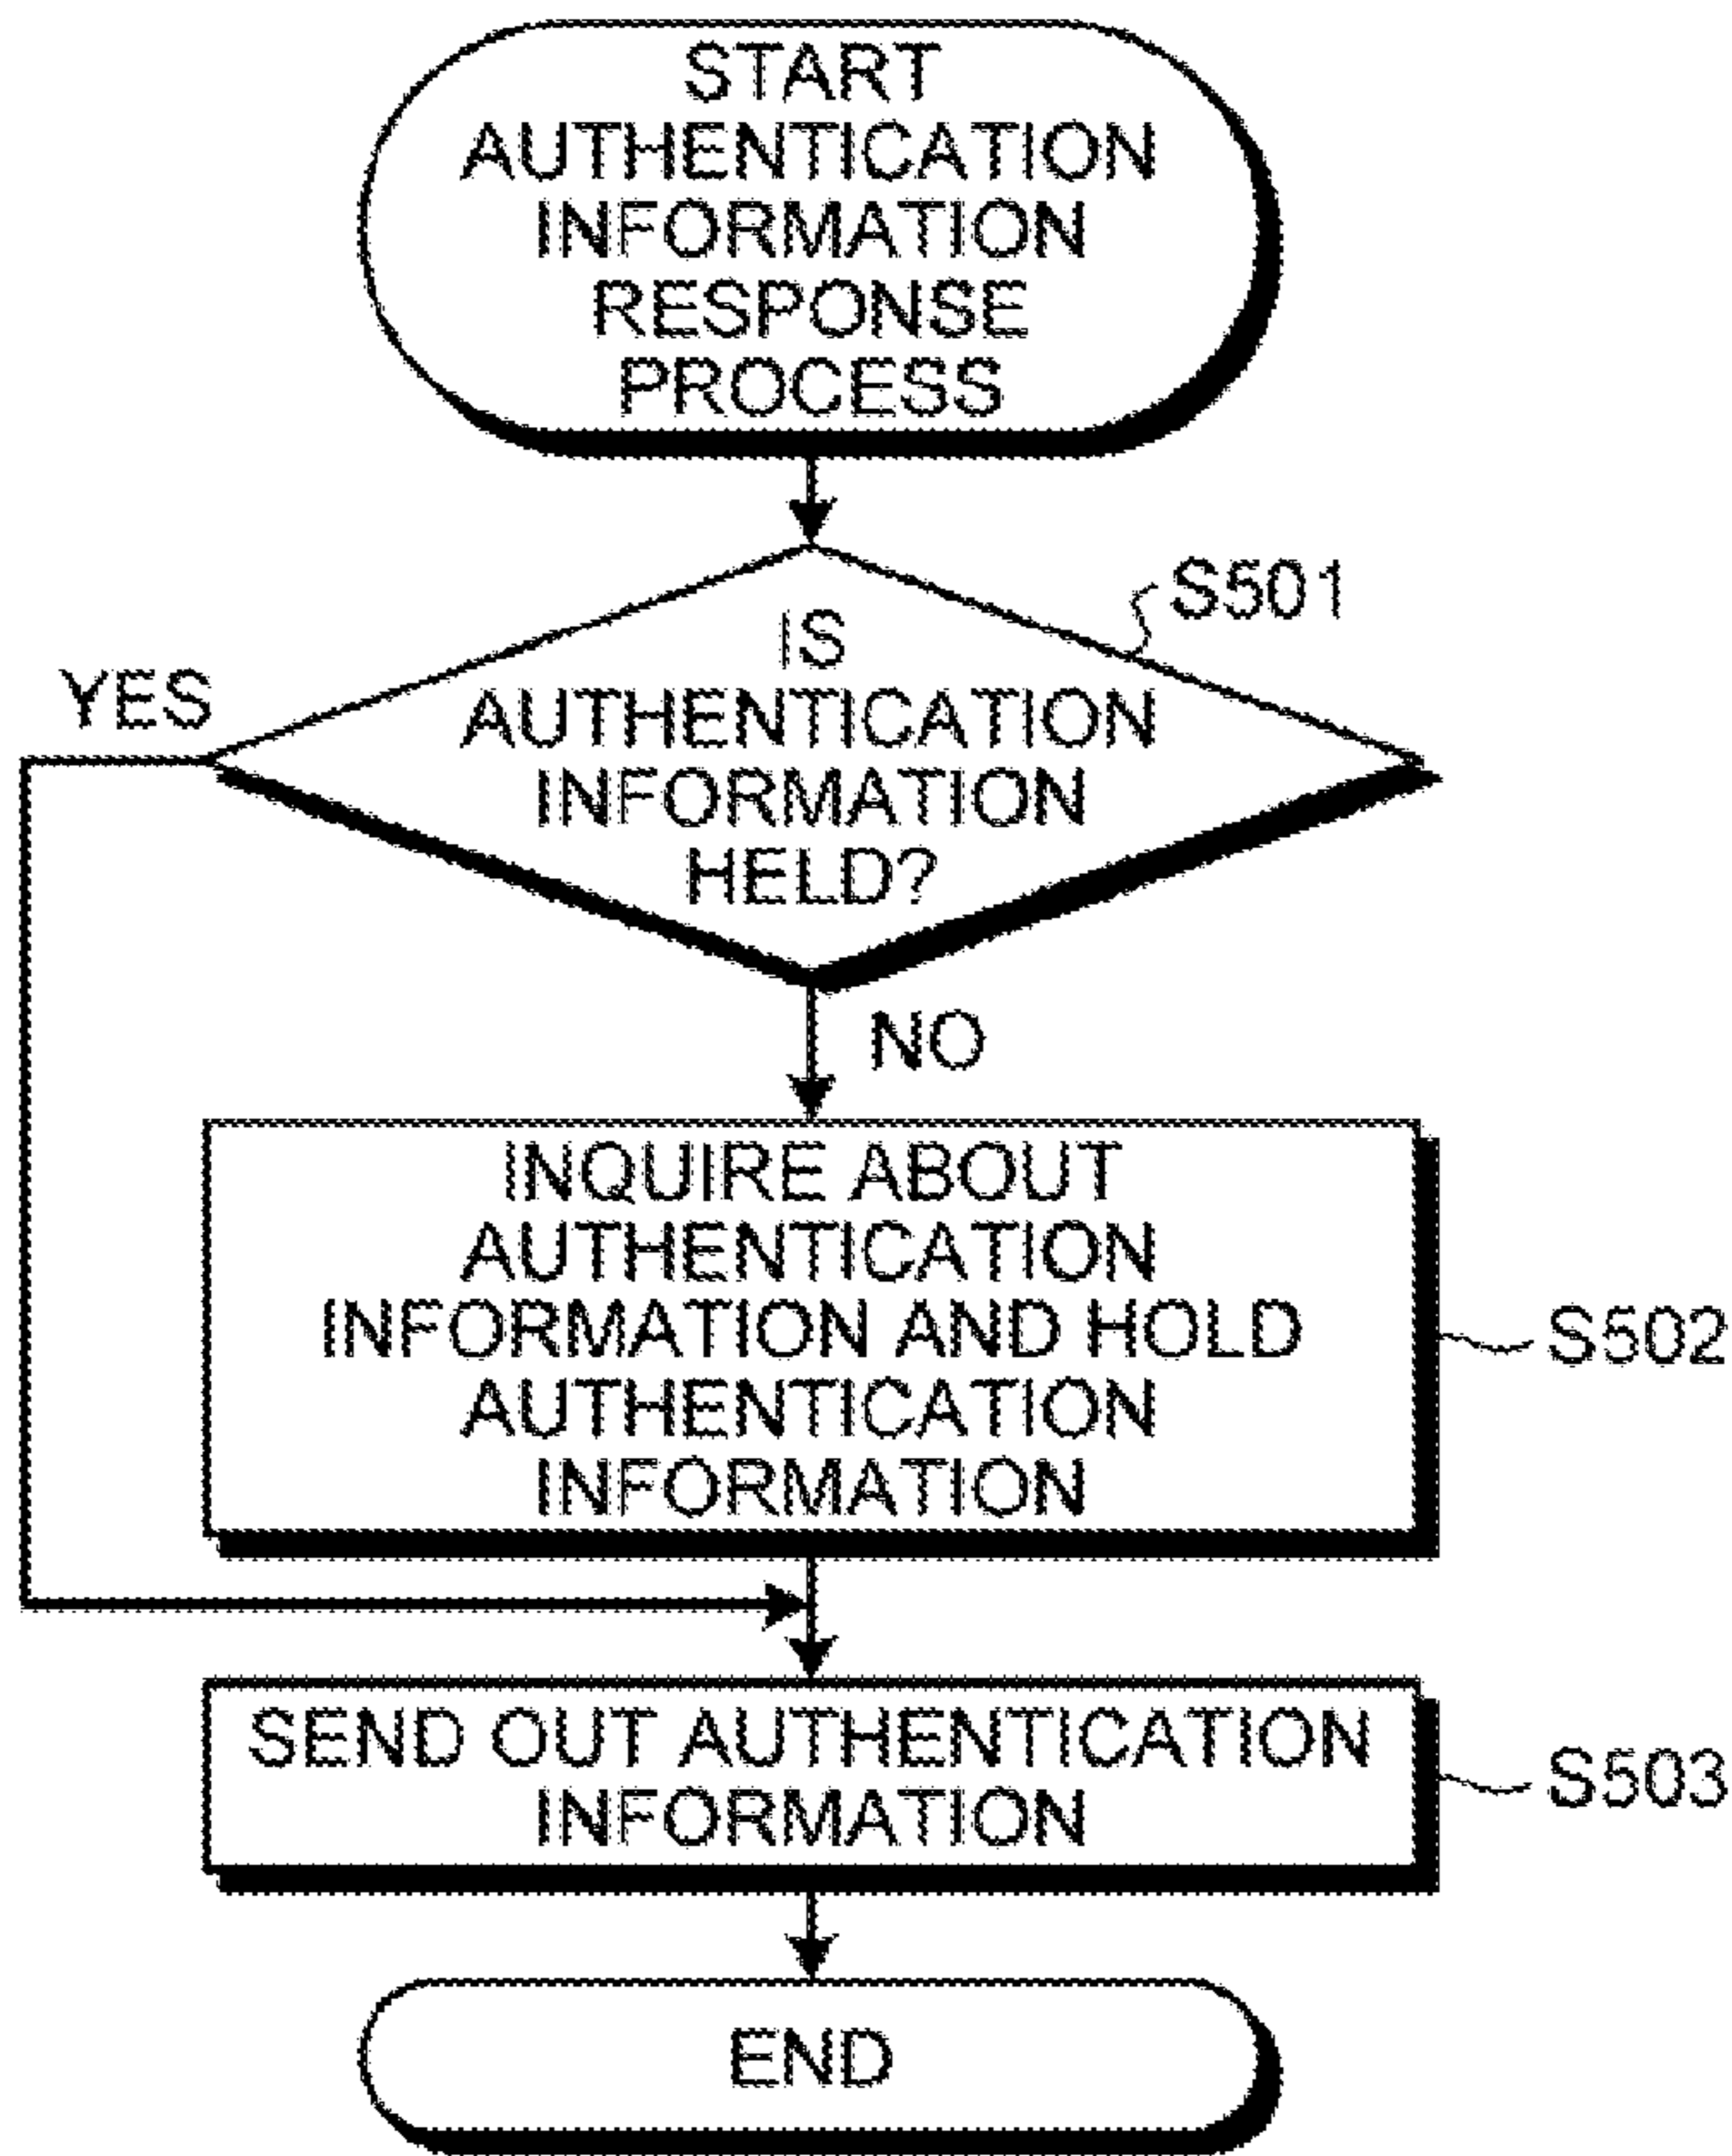 START
AUTHENTICATION
INFORMATION
RESPONSE
PROCESS
S501
IS
YES
AUTHENTICATION
INFORMATION
HELD?
NO
INQUIRE ABOUT
AUTHENTICATION
INFORMATION AND HOLD
S502
AUTHENTICATION
INFORMATION
SEND OUT AUTHENTICATION
S503
INFORMATION
END